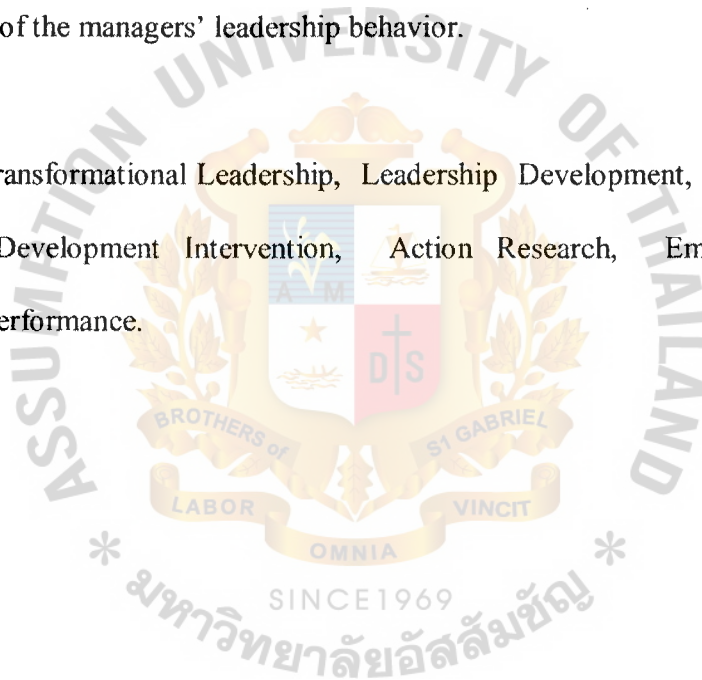 of the managers' leadership behavior.
ransformational Leadership, Leadership Development,
Development Intervention, Action Research, Em
erformance.
ASSUMPTION UNIVERSITY OF THAILAND
A M
D S
BROTHERS of ST GABRIEL
LABOR OMNIA VINCIT
SINCE1969
* มหาวิทยาลัยอัสสัมชัญ *